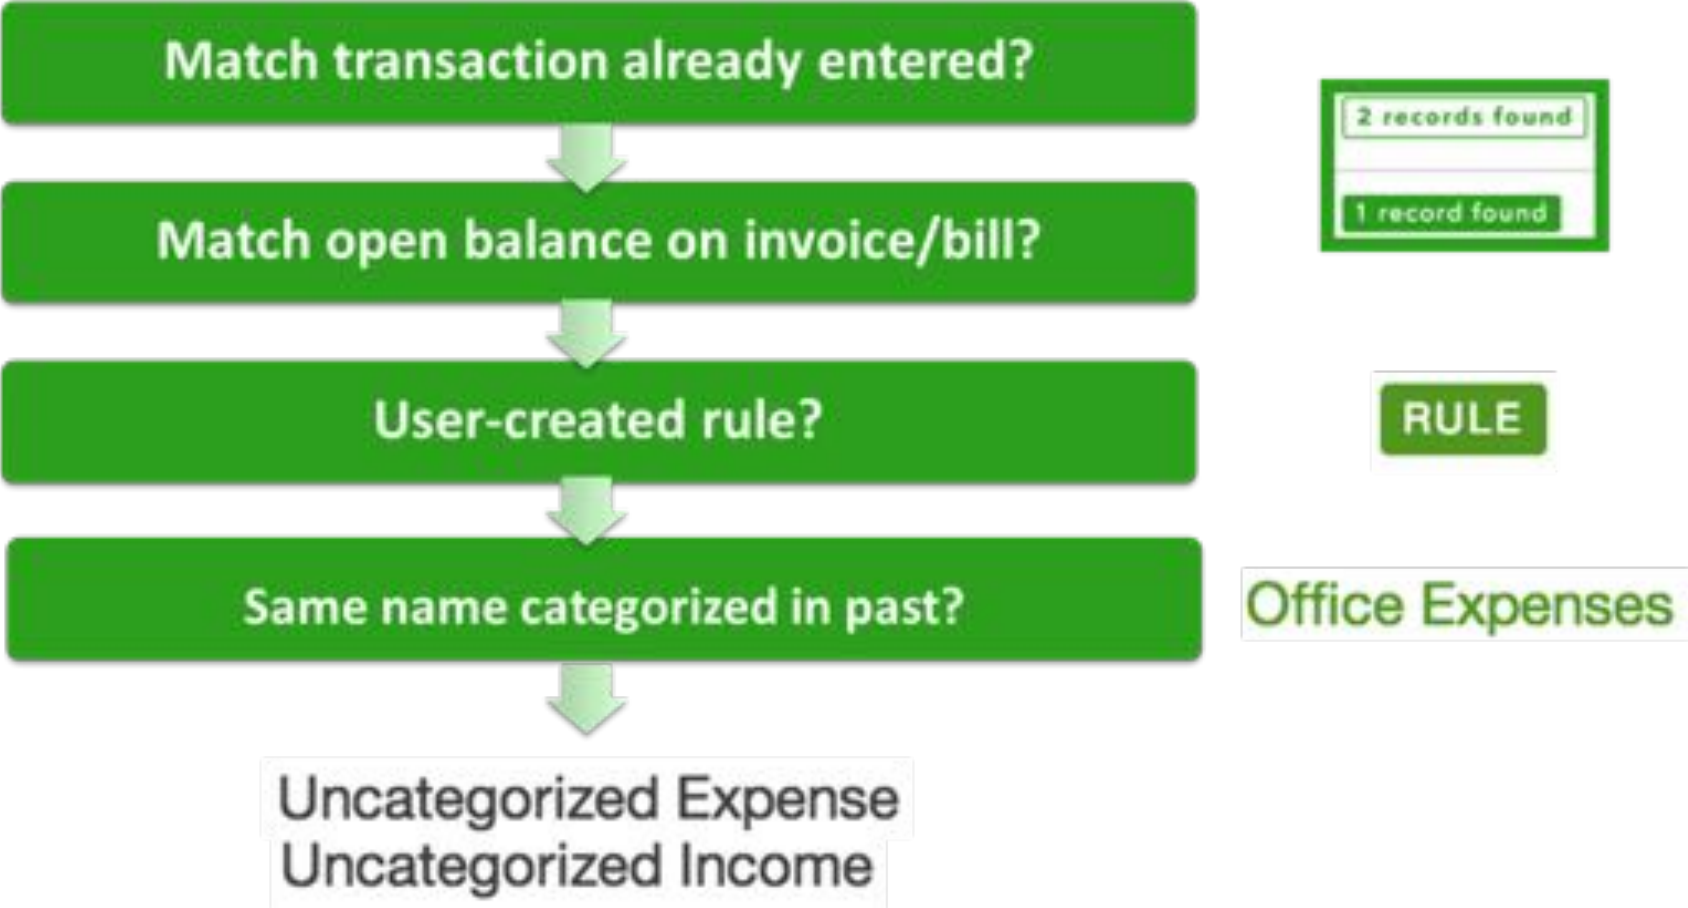 Match transaction already entered?
2 records found
1 record found
Match open balance on invoice/bill?
User-created rule?
RULE
Same name categorized in past?
Office Expenses
Uncategorized Expense
Uncategorized Income